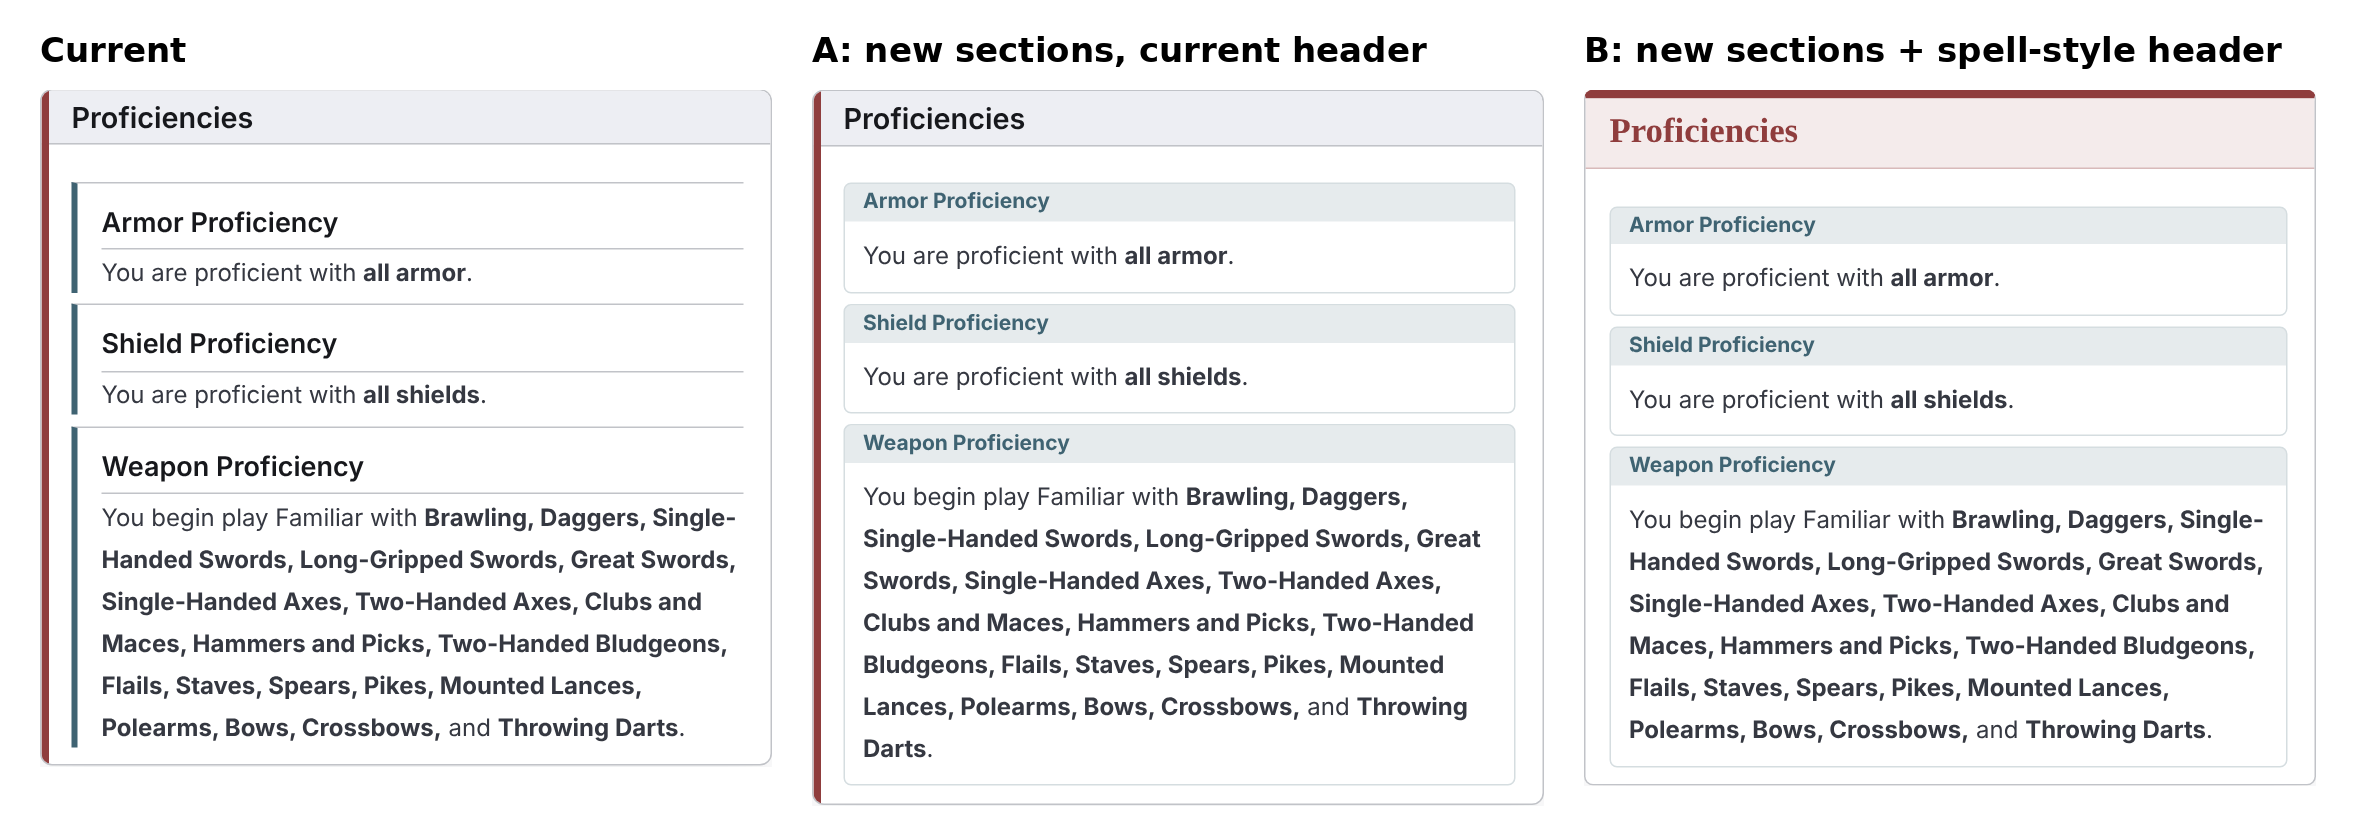 Current
Proficiencies
Armor Proficiency
You are proficient with all armor.
Shield Proficiency
You are proficient with all shields.
Weapon Proficiency
You begin play Familiar with Brawling, Daggers, Single-
Handed Swords, Long-Gripped Swords, Great Swords,
Single-Handed Axes, Two-Handed Axes, Clubs and
Maces, Hammers and Picks, Two-Handed Bludgeons,
Flails, Staves, Spears, Pikes, Mounted Lances,
Polearms, Bows, Crossbows, and Throwing Darts.
A: new sections, current header
Proficiencies
Armor Proficiency
You are proficient with all armor.
Shield Proficiency
You are proficient with all shields.
Weapon Proficiency
You begin play Familiar with Brawling, Daggers,
Single-Handed Swords, Long-Gripped Swords, Great
Swords, Single-Handed Axes, Two-Handed Axes,
Clubs and Maces, Hammers and Picks, Two-Handed
Bludgeons, Flails, Staves, Spears, Pikes, Mounted
Lances, Polearms, Bows, Crossbows, and Throwing
Darts.
B: new sections + spell-style header
Proficiencies
Armor Proficiency
You are proficient with all armor.
Shield Proficiency
You are proficient with all shields.
Weapon Proficiency
You begin play Familiar with Brawling, Daggers, Single-
Handed Swords, Long-Gripped Swords, Great Swords,
Single-Handed Axes, Two-Handed Axes, Clubs and
Maces, Hammers and Picks, Two-Handed Bludgeons,
Flails, Staves, Spears, Pikes, Mounted Lances,
Polearms, Bows, Crossbows, and Throwing Darts.